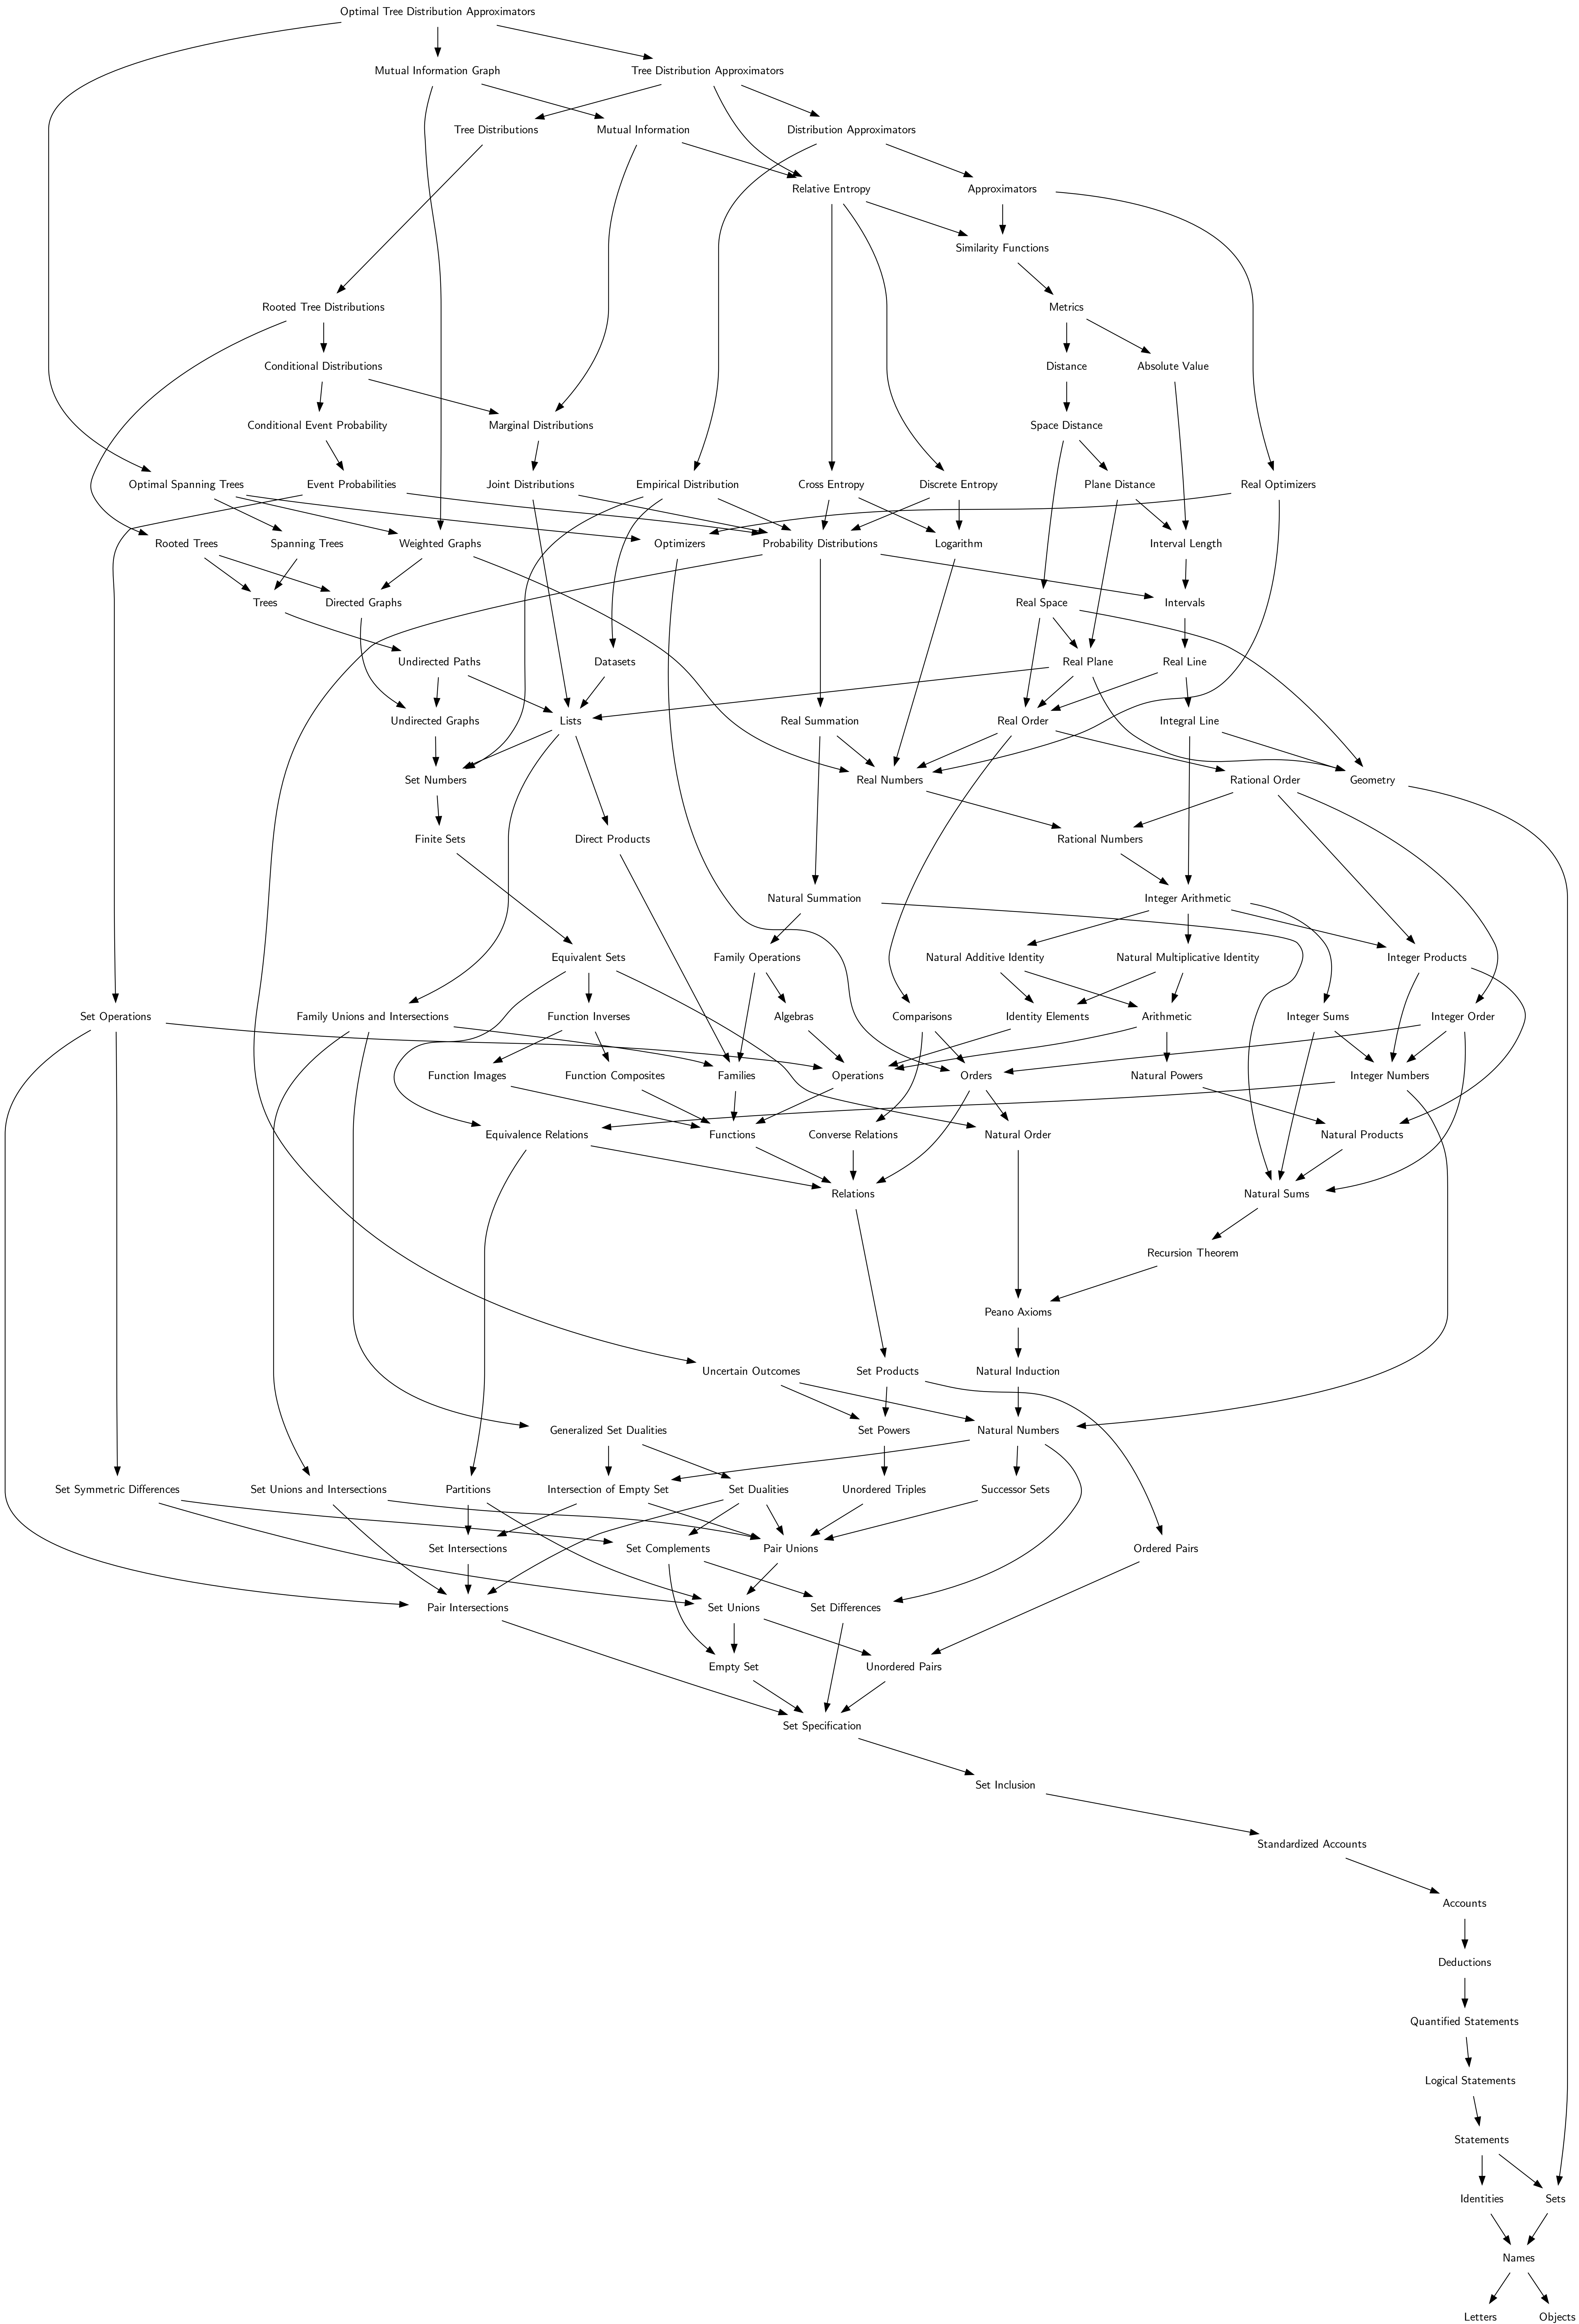 Optimal Tree Distribution Approximators
Mutual Information Graph
Tree Distribution Approximators
Tree Distributions
Mutual Information
Distribution Approximators
Relative Entropy
Approximators
Similarity Functions
Rooted Tree Distributions
Metrics
Conditional Distributions
Distance
Absolute Value
Conditional Event Probability
Marginal Distributions
Space Distance
Optimal Spanning Trees
Event Probabilities
Joint Distributions
Empirical Distribution
Cross Entropy
Discrete Entropy
Plane Distance
Real Optimizers
Rooted Trees
Spanning Trees
Weighted Graphs
Optimizers
Probability Distributions
Logarithm
Interval Length
Trees
Directed Graphs
Real Space
Intervals
Undirected Paths
Datasets
Real Plane
Real Line
Undirected Graphs
Lists
Real Summation
Real Order
Integral Line
Set Numbers
Real Numbers
Rational Order
Geometry
Finite Sets
Direct Products
Rational Numbers
Natural Summation
Integer Arithmetic
Equivalent Sets
Family Operations
Natural Additive Identity
Natural Multiplicative Identity
Integer Products
Set Operations
Family Unions and Intersections
Function Inverses
Algebras
Comparisons
Identity Elements
Arithmetic
Integer Sums
Integer Order
Function Images
Function Composites
Families
Operations
Orders
Natural Powers
Integer Numbers
Equivalence Relations
Functions
Converse Relations
Natural Order
Natural Products
Relations
Natural Sums
Recursion Theorem
Peano Axioms
Uncertain Outcomes
Set Products
Natural Induction
Generalized Set Dualities
Set Powers
Natural Numbers
Set Symmetric Differences
Set Unions and Intersections
Partitions
Intersection of Empty Set
Set Dualities
Unordered Triples
Successor Sets
Set Intersections
Set Complements
Pair Unions
Ordered Pairs
Pair Intersections
Set Unions
Set Differences
Empty Set
Unordered Pairs
Set Specification
Set Inclusion
Standardized Accounts
Accounts
Deductions
Quantified Statements
Logical Statements
Statements
Identities
Sets
Names
Letters
Objects